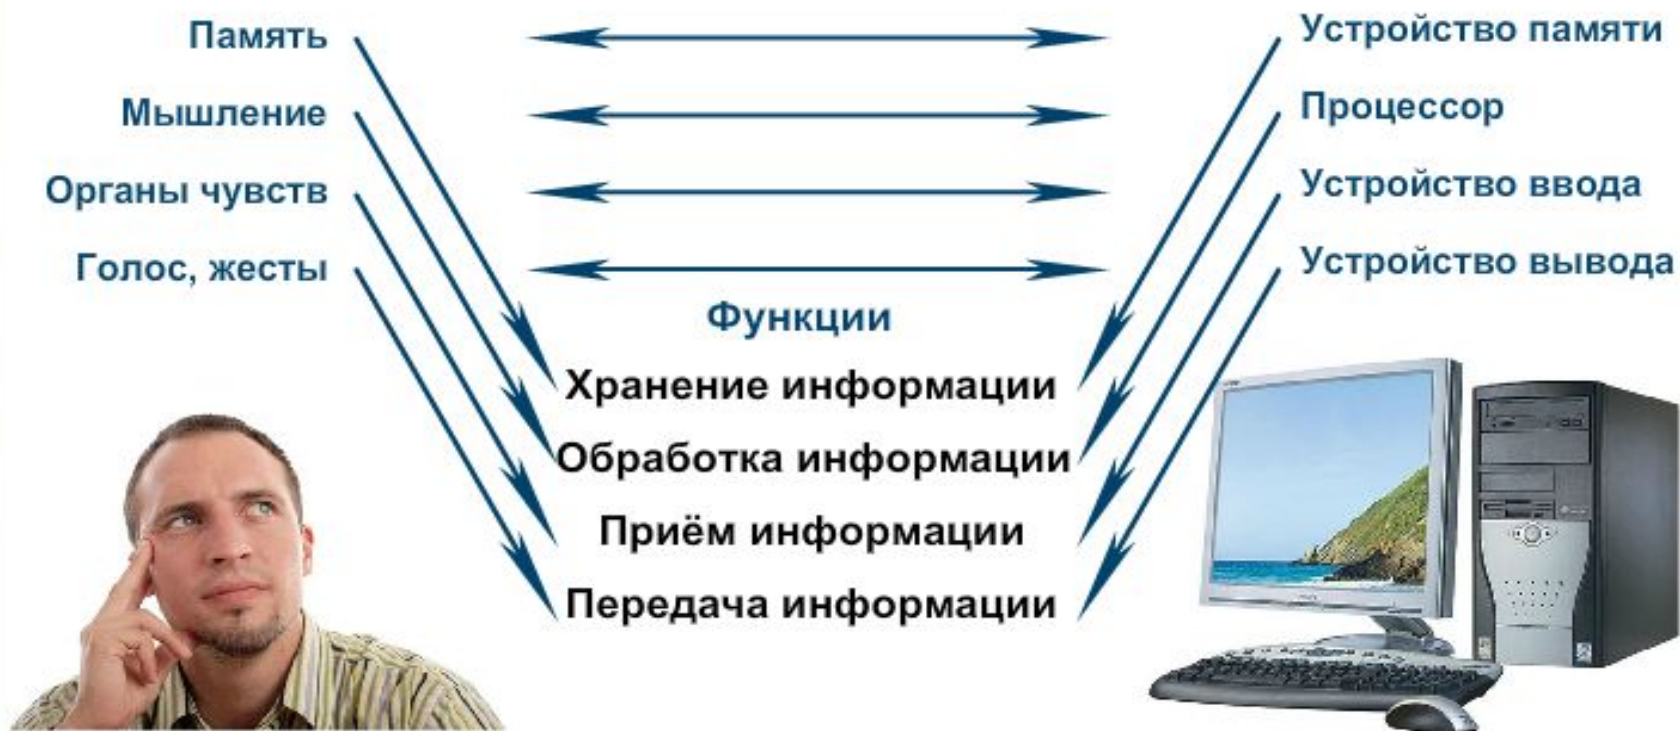 Память
Устройство памяти
Мышление
Процессор
Органы чувств
Устройство ввода
Голос, жесты
Устройство вывода
Функции
Хранение информации
Обработка информации
Приём информации
Передача информации